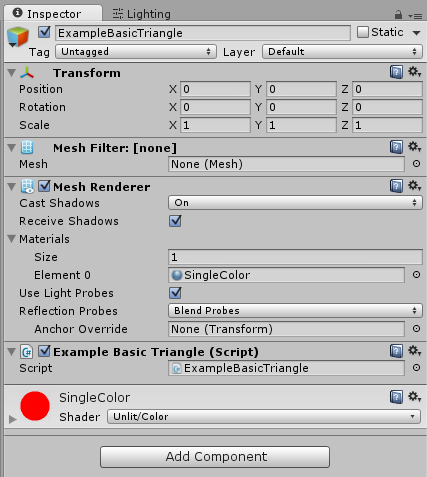 Inspector Lighting
ExampleBasicTriangle Static
Tag Untagged Layer Default
Transform
Position X 0 Y 0 Z 0
Rotation X 0 Y 0 Z 0
Scale X 1 Y 1 Z 1
Mesh Filter: [none]
Mesh None (Mesh)
Mesh Renderer
Cast Shadows On
Receive Shadows
Materials
Size 1
Element 0 SingleColor
Use Light Probes
Reflection Probes Blend Probes
Anchor Override None (Transform)
Example Basic Triangle (Script)
Script ExampleBasicTriangle
SingleColor
Shader Unlit/Color
Add Component